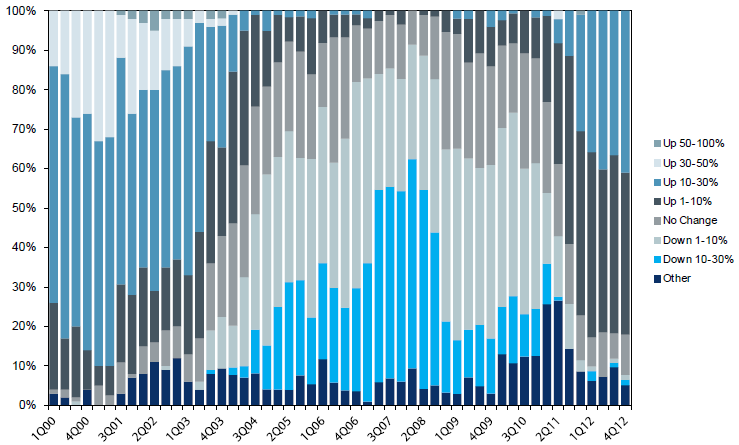 100%
90%
80%
70%
60%
50%
40%
30%
20%
10%
0%
1Q00
4Q00
3Q01
2Q02
1Q03
4Q03
3Q04
2Q05
1Q06
4Q06
3Q07
2Q08
1Q09
4Q09
3Q10
2Q11
1Q12
4Q12
Up 50-100%
Up 30-50%
Up 10-30%
Up 1-10%
No Change
Down 1-10%
Down 10-30%
Other